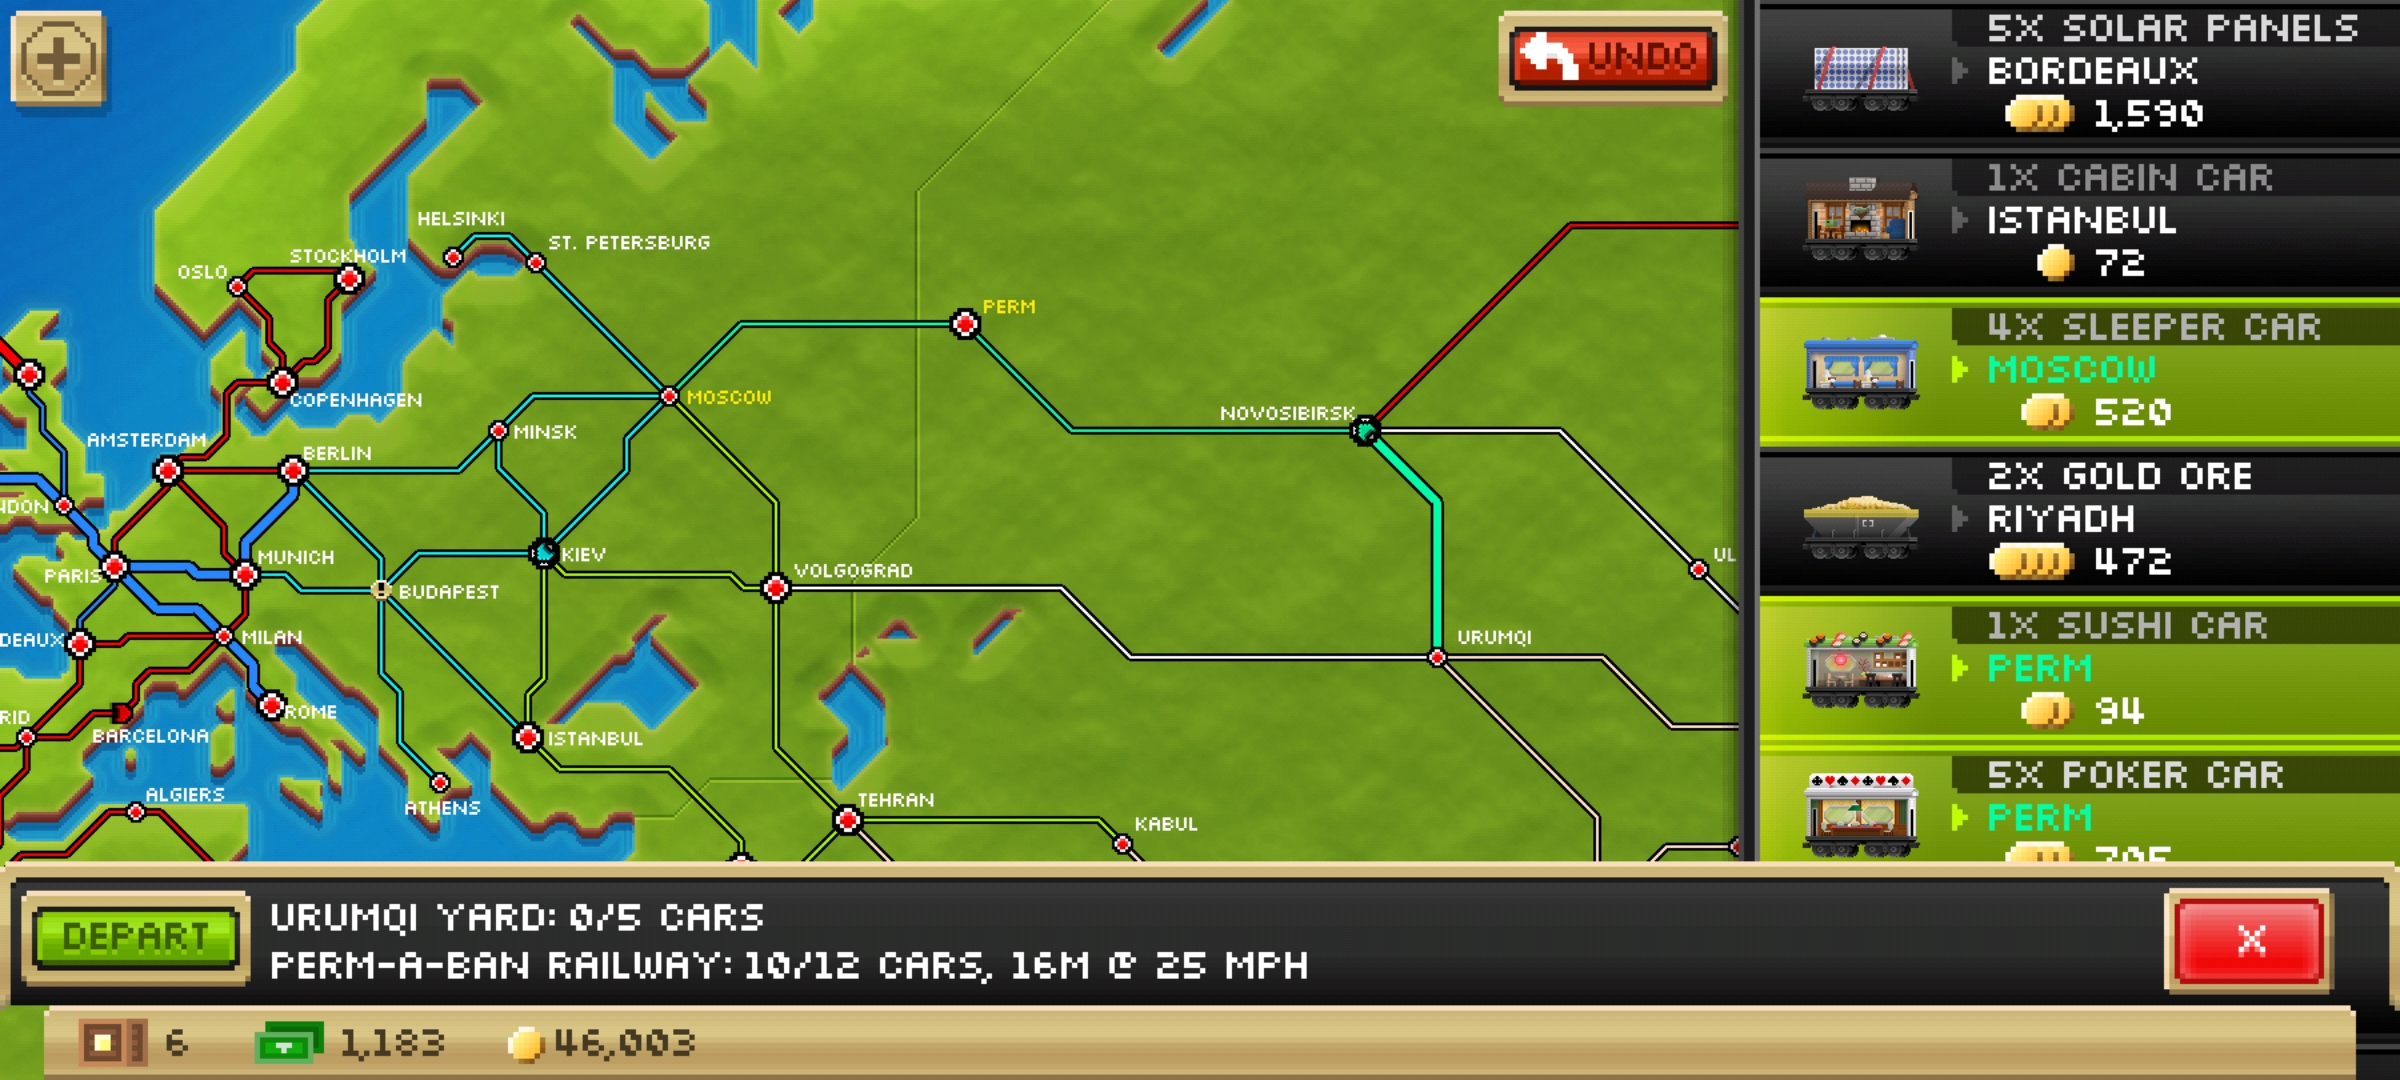 UNDO
HELSINKI
ST. PETERSBURG
STOCKHOLM
OSLO
PERM
COPENHAGEN
MOSCOW
NOVOSIBIRSK
MINSK
AMSTERDAM
BERLIN
NDON
MUNICH
KIEV
UL
PARIS
BUDAPEST
VOLGOGRAD
DEAUX
MILAN
URUMQI
RID
ROME
BARCELONA
ISTANBUL
ALGIERS
ATHENS
TEHRAN
KABUL
5X SOLAR PANELS
BORDEAUX
1,590
1X CABIN CAR
ISTANBUL
72
4X SLEEPER CAR
MOSCOW
520
2X GOLD ORE
RIYADH
472
1X SUSHI CAR
PERM
94
5X POKER CAR
PERM
DEPART
URUMQI YARD: 0/5 CARS
PERM-A-BAN RAILWAY: 10/12 CARS, 16M @ 25 MPH
X
6
1,183
46,003